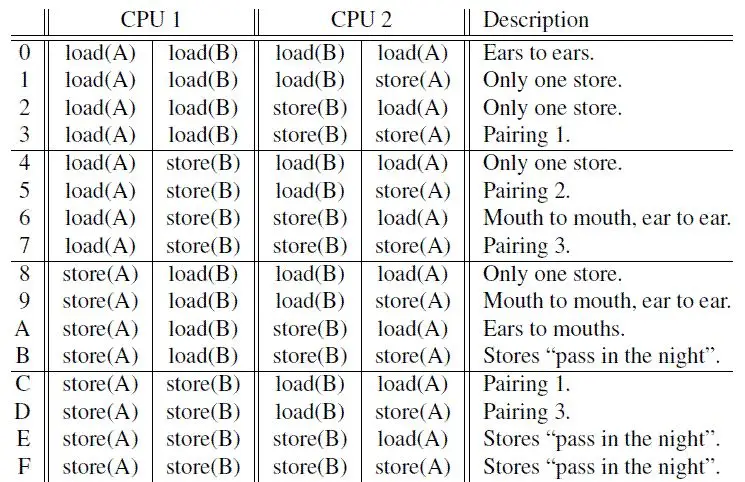 CPU 1 CPU 2 Description
0 load(A) load(B) load(B) load(A) Ears to ears.
1 load(A) load(B) load(B) store(A) Only one store.
2 load(A) load(B) store(B) load(A) Only one store.
3 load(A) load(B) store(B) store(A) Pairing 1.
4 load(A) store(B) load(B) load(A) Only one store.
5 load(A) store(B) load(B) store(A) Pairing 2.
6 load(A) store(B) store(B) load(A) Mouth to mouth, ear to ear.
7 load(A) store(B) store(B) store(A) Pairing 3.
8 store(A) load(B) load(B) load(A) Only one store.
9 store(A) load(B) load(B) store(A) Mouth to mouth, ear to ear.
A store(A) load(B) store(B) load(A) Ears to mouths.
B store(A) load(B) store(B) store(A) Stores “pass in the night”.
C store(A) store(B) load(B) load(A) Pairing 1.
D store(A) store(B) load(B) store(A) Pairing 3.
E store(A) store(B) store(B) load(A) Stores “pass in the night”.
F store(A) store(B) store(B) store(A) Stores “pass in the night”.